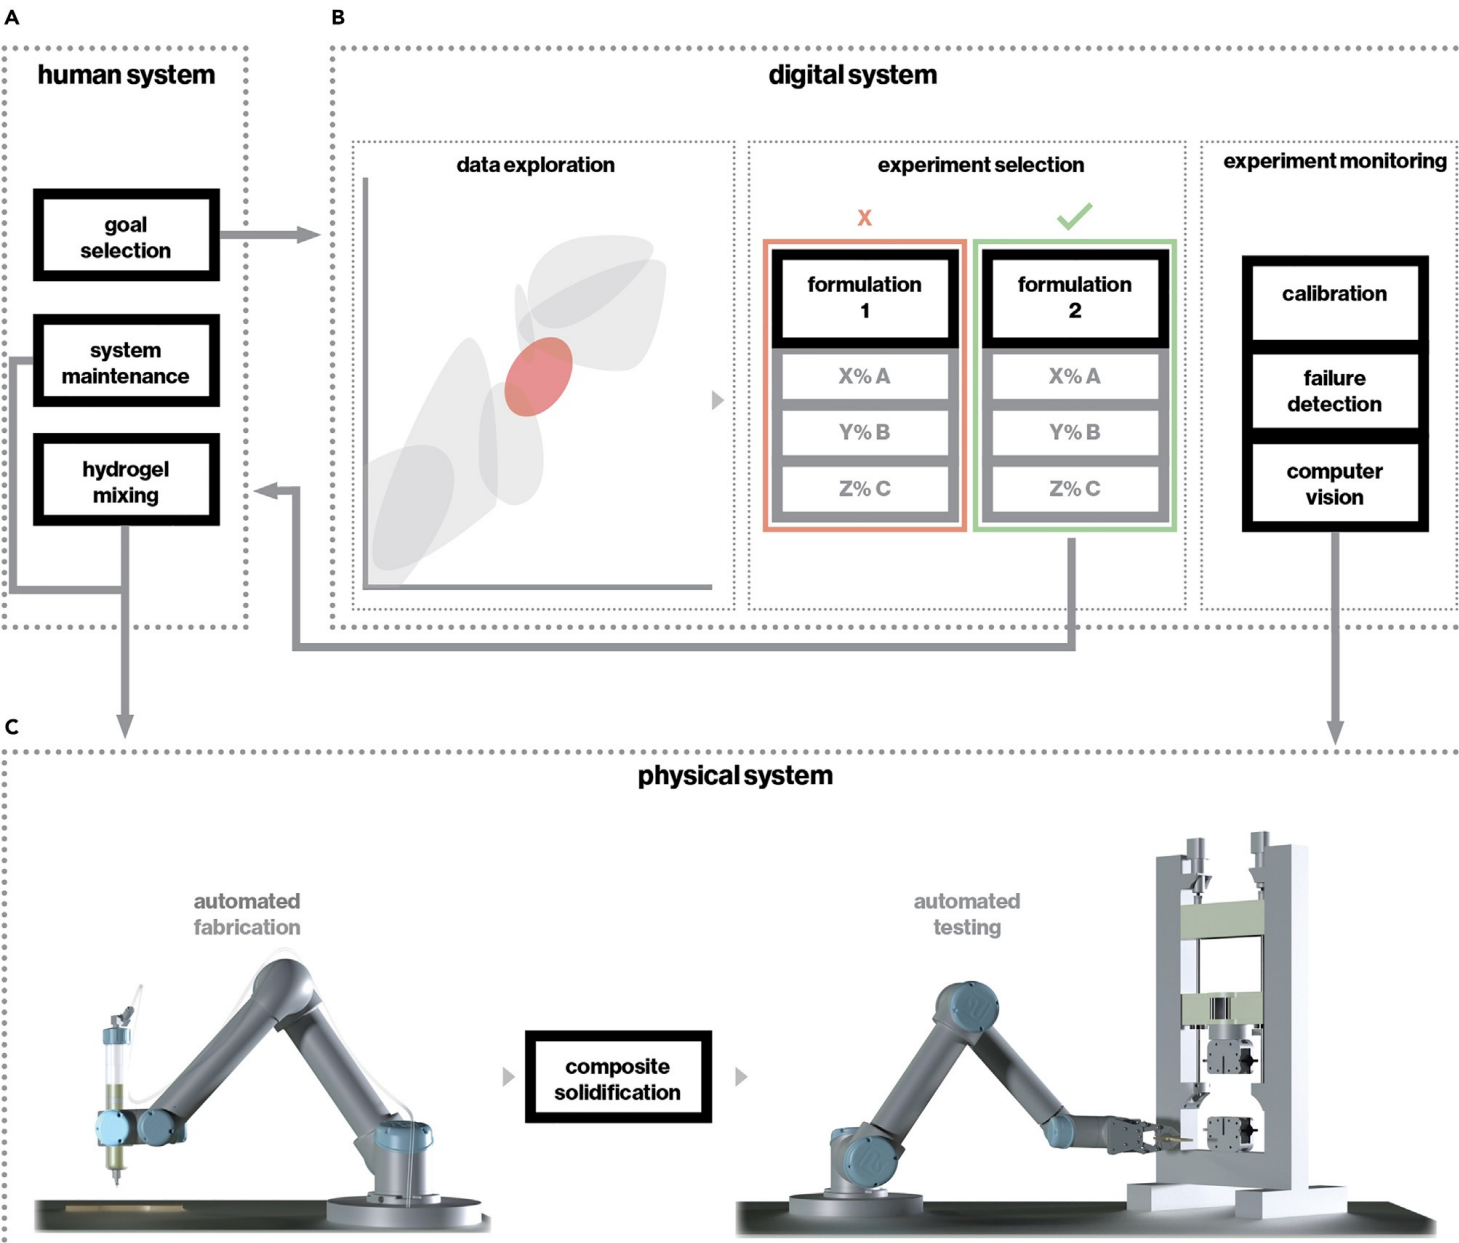 A
B
human system
digital system
goal
selection
system
maintenance
hydrogel
mixing
data exploration
experiment selection
X
formulation
1
X% A
Y% B
Z% C
formulation
2
X% A
Y% B
Z% C
experiment monitoring
calibration
failure
detection
computer
vision
C
physical system
automated
fabrication
composite
solidification
automated
testing